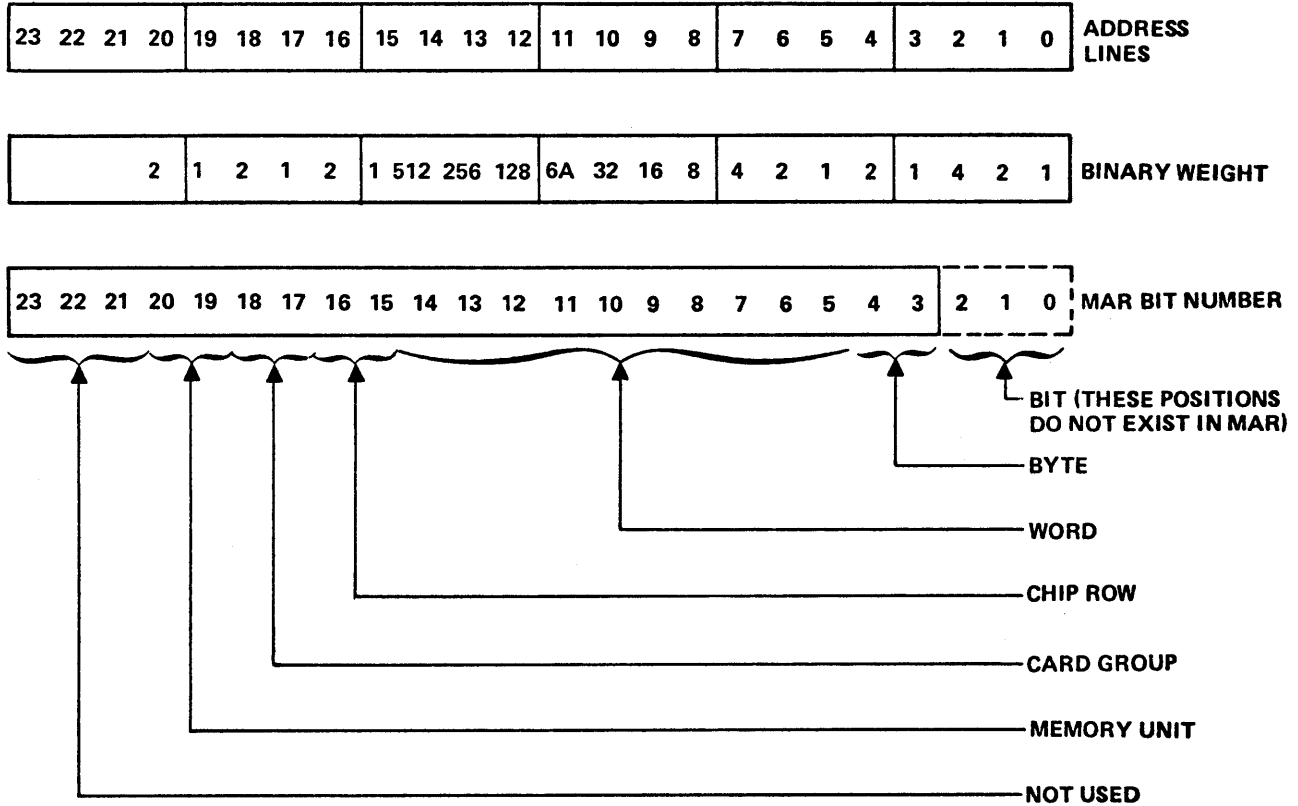 23 22 21 20 19 18 17 16 15 14 13 12 11 10 9 8 7 6 5 4 3 2 1 0 ADDRESS
LINES
2 1 2 1 2 1 512 256 128 6A 32 16 8 4 2 1 2 1 4 2 1 BINARY WEIGHT
23 22 21 20 19 18 17 16 15 14 13 12 11 10 9 8 7 6 5 4 3 2 1 0 MAR BIT NUMBER
BIT (THESE POSITIONS
DO NOT EXIST IN MAR)
BYTE
WORD
CHIP ROW
CARD GROUP
MEMORY UNIT
NOT USED